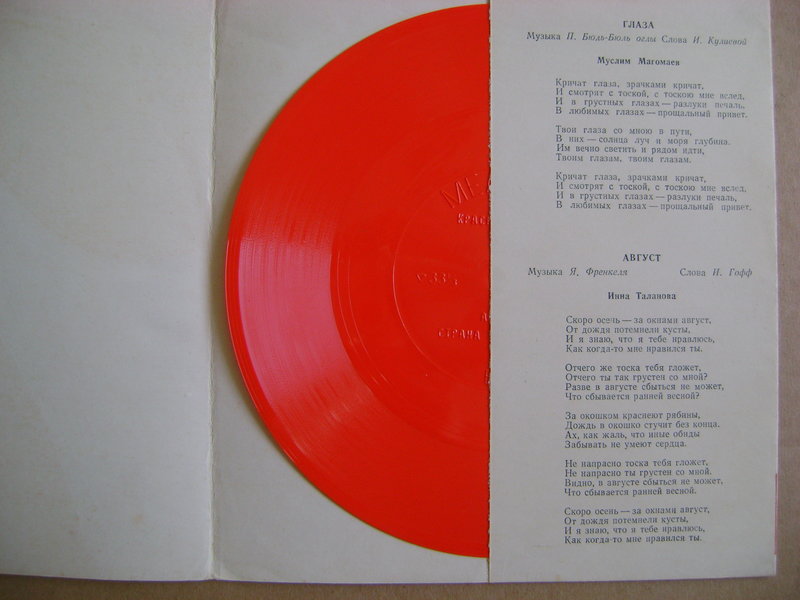 ГЛАЗА
Музыка П. Бюль-Бюль оглы Слова И. Кулиевой
Муслим Магомаев
Кричат глаза, зрачками кричат,
И смотрят с тоской, с тоскою мне вслед,
И в грустных глазах — разлуки печаль,
В любимых глазах — прощальный привет.
Твои глаза со мною в пути,
В них — солнца луч и моря глубина.
Им вечно светить и рядом идти,
Твоим глазам, твоим глазам.
Кричат глаза, зрачками кричат,
И смотрят с тоской, с тоскою мне вслед,
И в грустных глазах — разлуки печаль,
В любимых глазах — прощальный привет.
АВГУСТ
Музыка Я. Френкеля Слова И. Гофф
Инна Таланова
Скоро осень — за окнами август,
От дождя потемнели кусты,
И я знаю, что я тебе нравлюсь,
Как когда-то мне нравился ты.
Отчего же тоска тебя гложет,
Отчего ты так грустен со мной?
Разве в августе сбыться не может,
Что сбывается ранней весной?
За окошком краснеют рябины,
Дождь в окошко стучит без конца.
Ах, как жаль, что иные обиды
Забывать не умеют сердца.
Не напрасно тоска тебя гложет,
Не напрасно ты грустен со мной.
Видно, в августе сбыться не может,
Что сбывается ранней весной.
Скоро осень — за окнами август,
От дождя потемнели кусты,
И я знаю, что я тебе нравлюсь,
Как когда-то мне нравился ты.
СТРАНА